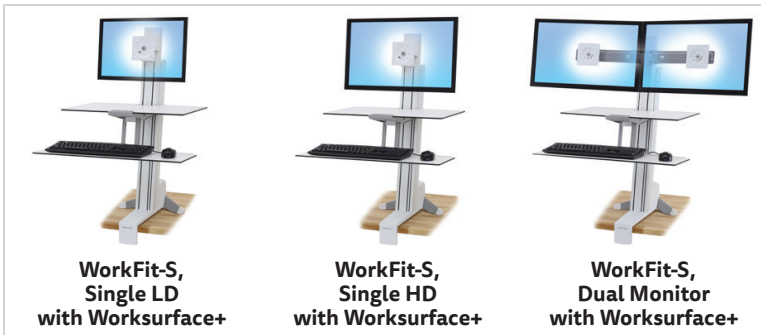 WorkFit-S,
Single LD
with Worksurface+
WorkFit-S,
Single HD
with Worksurface+
WorkFit-S,
Dual Monitor
with Worksurface+